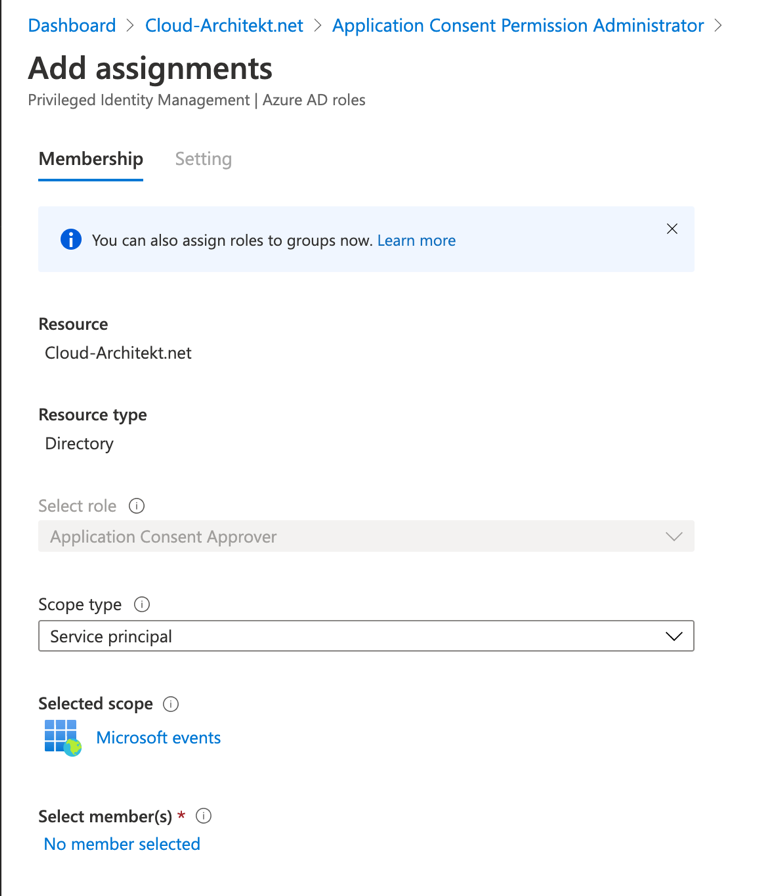 Dashboard > Cloud-Architekt.net > Application Consent Permission Administrator >
Add assignments
Privileged Identity Management | Azure AD roles
Membership Setting
You can also assign roles to groups now. Learn more
Resource
Cloud-Architekt.net
Resource type
Directory
Select role
Application Consent Approver
Scope type
Service principal
Selected scope
Microsoft events
Select member(s) *
No member selected